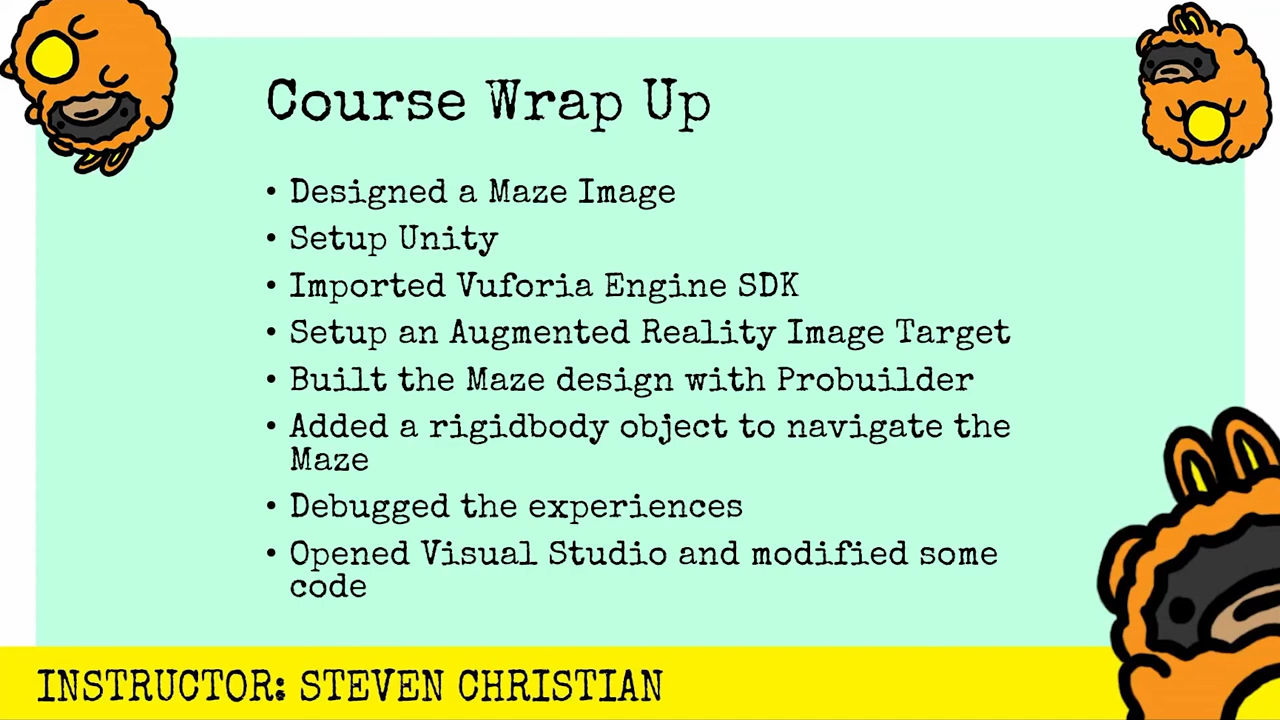 Course Wrap Up
• Designed a Maze Image
• Setup Unity
• Imported Vuforia Engine SDK
• Setup an Augmented Reality Image Target
• Built the Maze design with Probuilder
• Added a rigidbody object to navigate the
Maze
• Debugged the experiences
• Opened Visual Studio and modified some
code
INSTRUCTOR: STEVEN CHRISTIAN